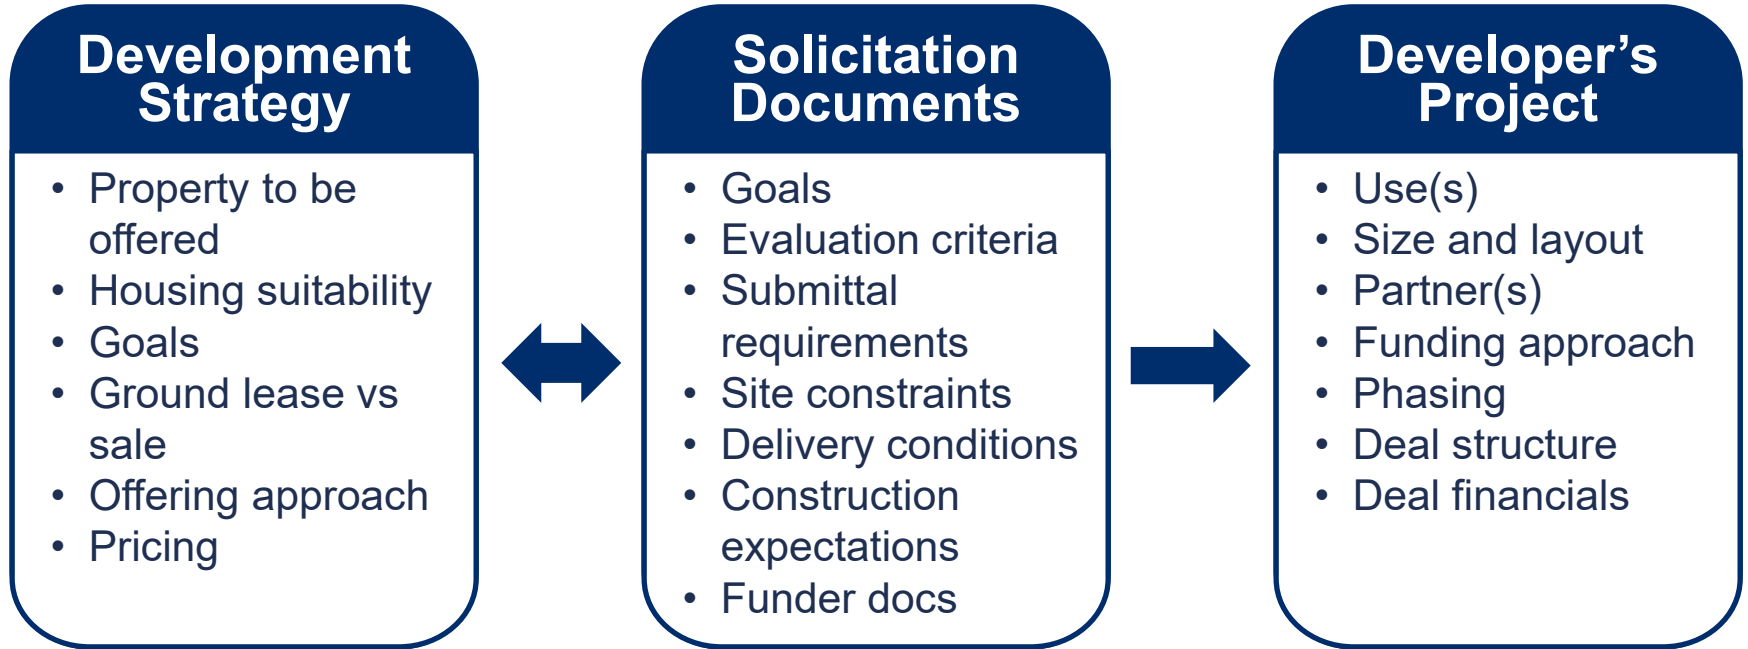 Development
Strategy
• Property to be
offered
• Housing suitability
• Goals
• Ground lease vs
sale
• Offering approach
• Pricing
Solicitation
Documents
• Goals
• Evaluation criteria
• Submittal
requirements
• Site constraints
• Delivery conditions
• Construction
expectations
• Funder docs
Developer’s
Project
• Use(s)
• Size and layout
• Partner(s)
• Funding approach
• Phasing
• Deal structure
• Deal financials